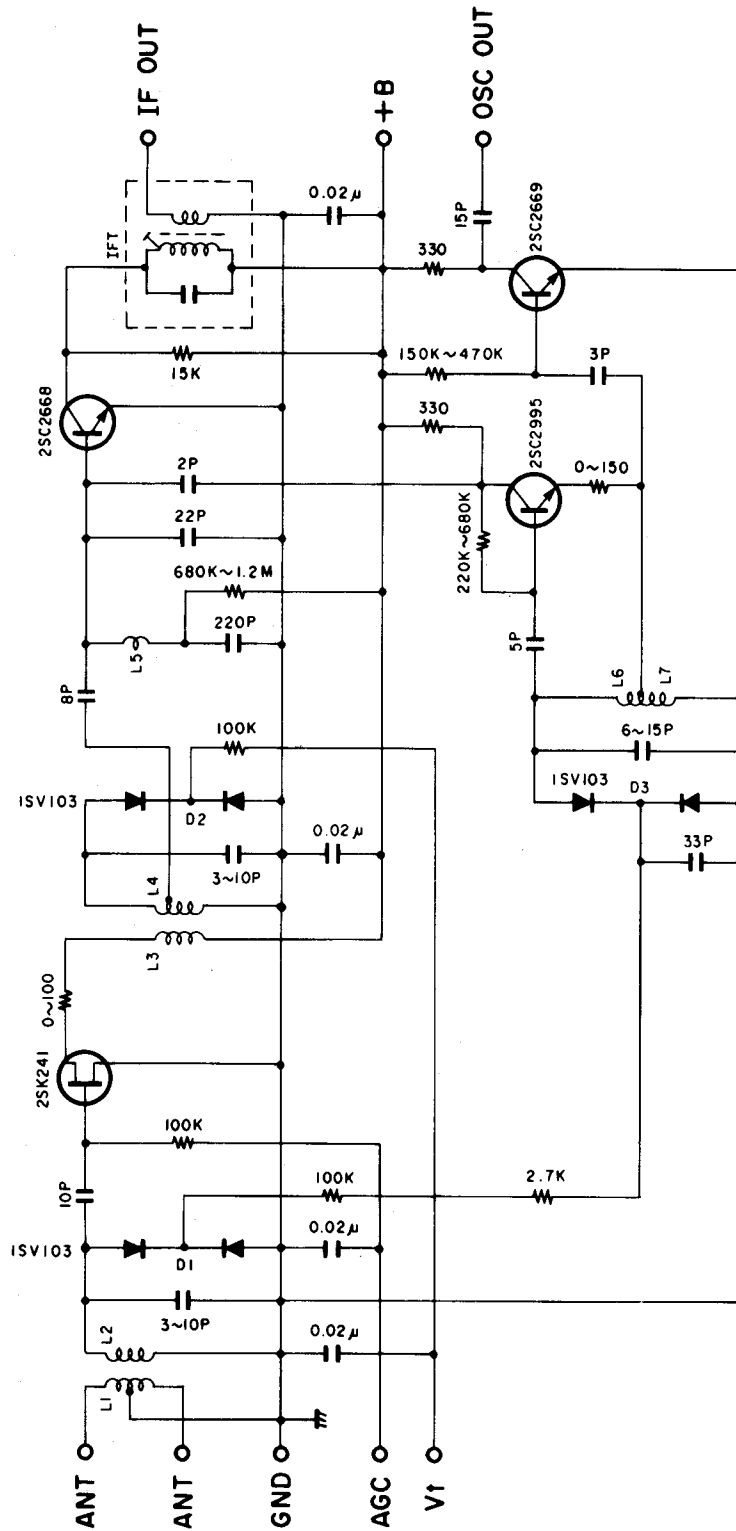 ANT
ANT
GND
AGC
Vt
L1
L2
3~10P
0.02μ
1SV103
D1
0.02μ
10P
100K
100K
2.7K
2SK241
0~100
L3
L4
3~10P
0.02μ
1SV103
D2
100K
8P
L5
220P
680K~1.2M
22P
2P
2SC2668
15K
IFT
0.02μ
IF OUT
+B
33P
1SV103
D3
6~15P
L6
L7
5P
220K~680K
330
2SC2995
0~150
150K~470K
3P
330
2SC2669
15P
OSC OUT